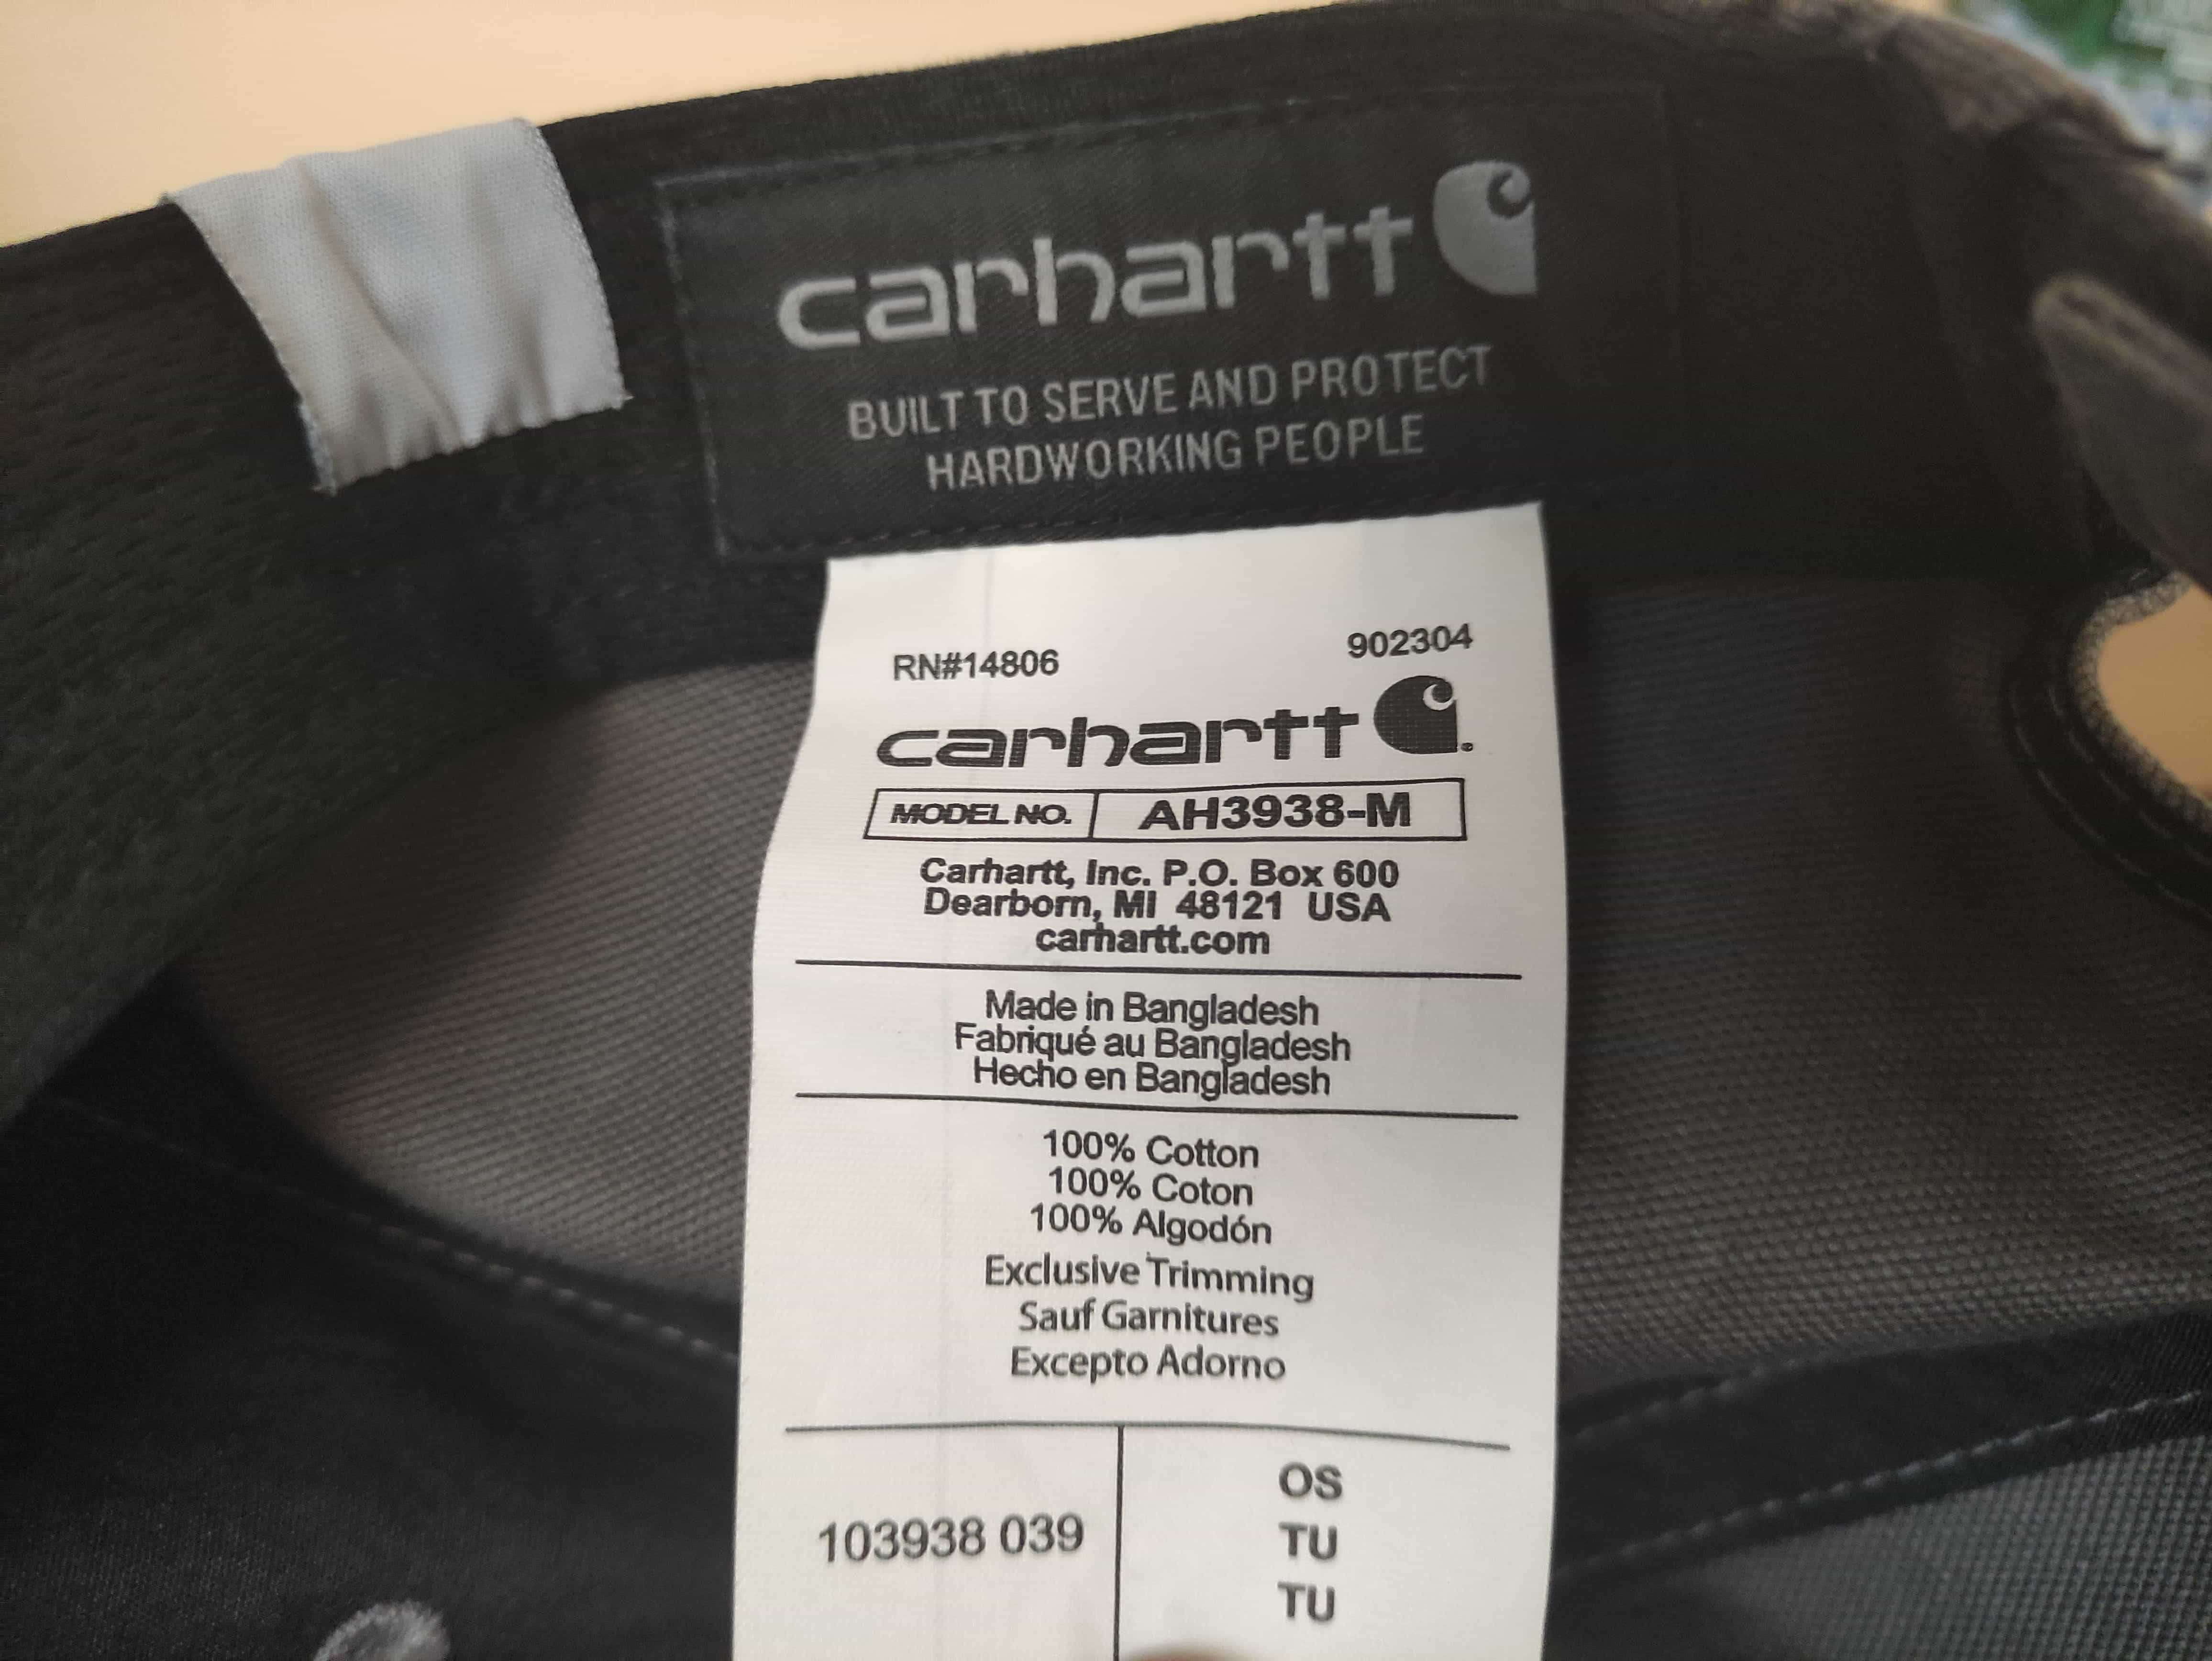 carhartt
BUILT TO SERVE AND PROTECT
HARDWORKING PEOPLE
RN#14806 902304
carhartt
MODEL NO. AH3938-M
Carhartt, Inc. P.O. Box 600
Dearborn, MI 48121 USA
carhartt.com
Made in Bangladesh
Fabriqué au Bangladesh
Hecho en Bangladesh
100% Cotton
100% Coton
100% Algodón
Exclusive Trimming
Sauf Garnitures
Excepto Adorno
103938 039
OS
TU
TU